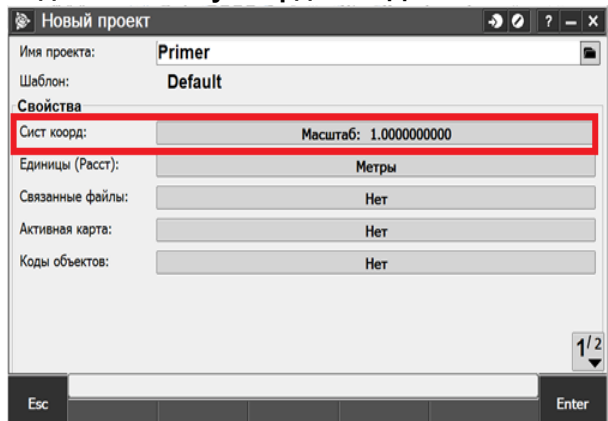 Новый проект ? – x
Имя проекта: Primer
Шаблон: Default
Свойства
Сист коорд: Масштаб: 1.0000000000
Единицы (Расст): Метры
Связанные файлы: Нет
Активная карта: Нет
Коды объектов: Нет
1/2
Esc Enter